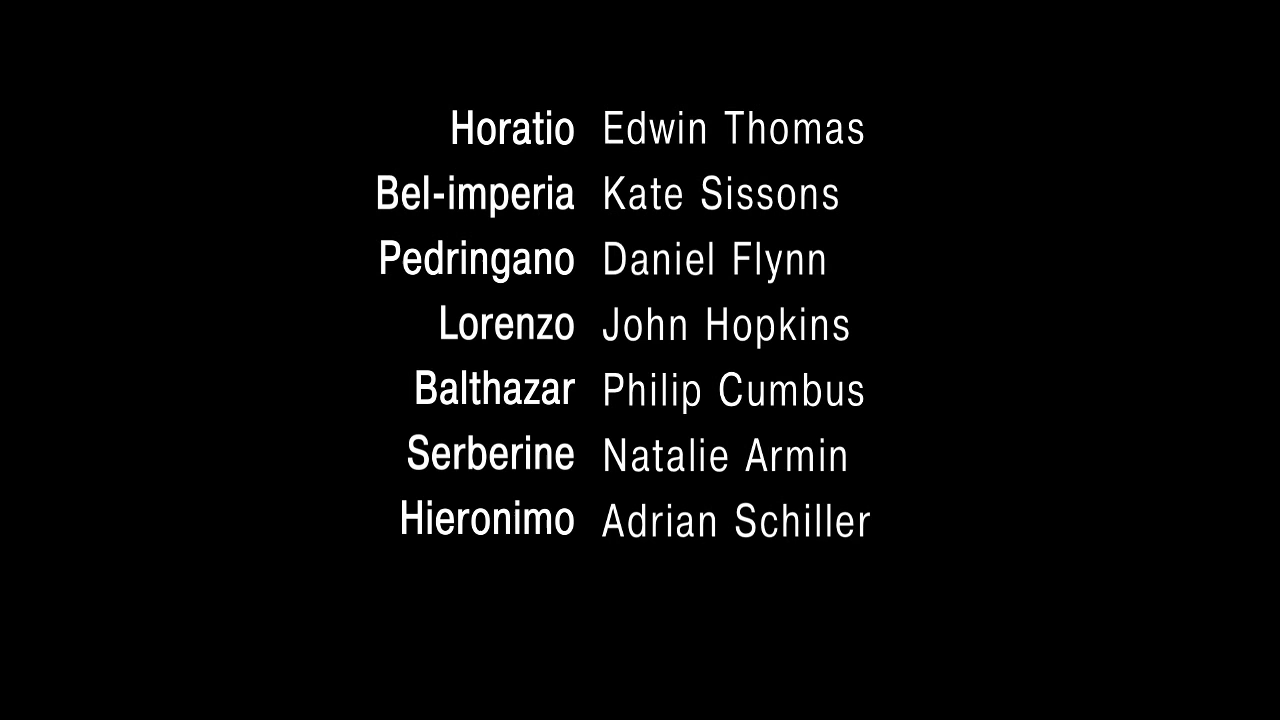 Horatio Edwin Thomas
Bel-imperia Kate Sissons
Pedringano Daniel Flynn
Lorenzo John Hopkins
Balthazar Philip Cumbus
Serberine Natalie Armin
Hieronimo Adrian Schiller